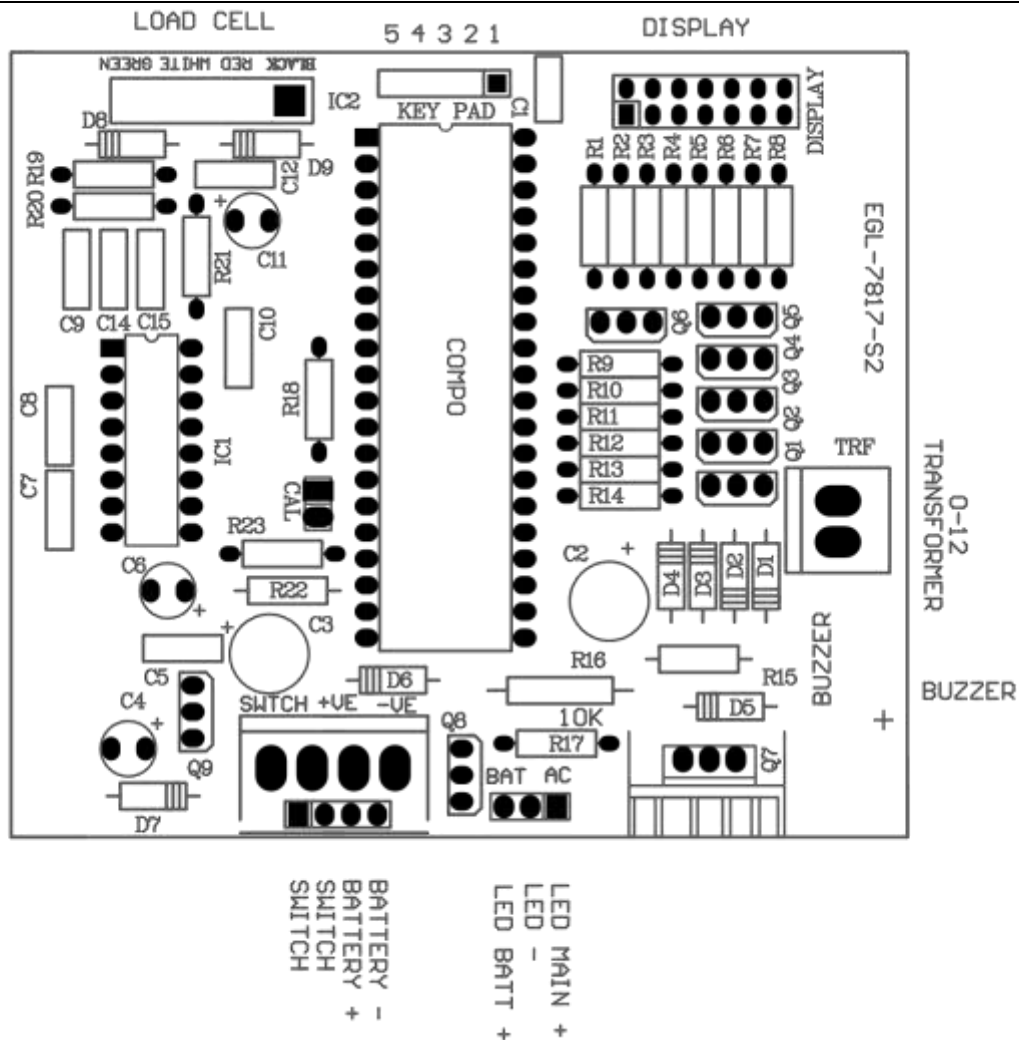 LOAD CELL
5 4 3 2 1
DISPLAY
BLACK RED WHITE GREEN
IC2
KEY PAD
C1
DISPLAY
D8
D9
R19
C12
R20
R1
R2
R3
R4
R5
R6
R7
R8
C11
R21
EGL-7817-S2
C9
C14
C15
C10
Q6
Q5
Q4
Q3
Q2
Q1
COMPO
R9
R10
R11
R12
R13
R14
C8
R18
IC1
C7
CAL
TRF
0-12
TRANSFORMER
R23
C2
C6
R22
D4
D3
D2
D1
C3
C5
R16
R15
BUZZER
BUZZER
D6
C4
SWTCH +VE -VE
D5
Q8
10K
R17
Q7
Q9
BAT AC
D7
SWITCH
SWITCH
BATTERY +
BATTERY -
LED BATT +
LED -
LED MAIN +